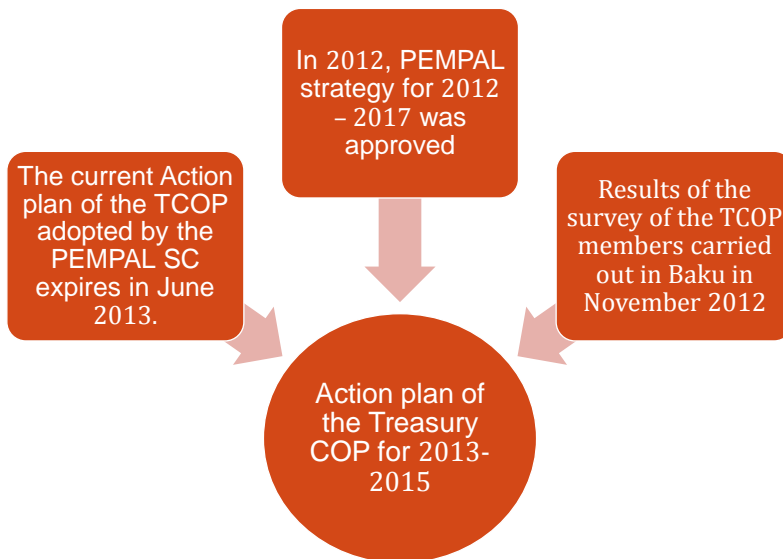 In 2012, PEMPAL
strategy for 2012
– 2017 was
approved
The current Action
plan of the TCOP
adopted by the
PEMPAL SC
expires in June
2013.
Results of the
survey of the TCOP
members carried
out in Baku in
November 2012
Action plan of
the Treasury
COP for 2013-
2015